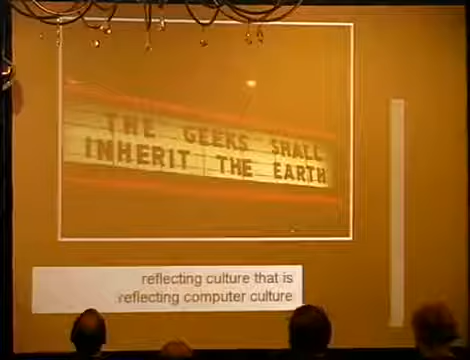 THE GEEKS SHALL
INHERIT THE EARTH
reflecting culture that is
reflecting computer culture